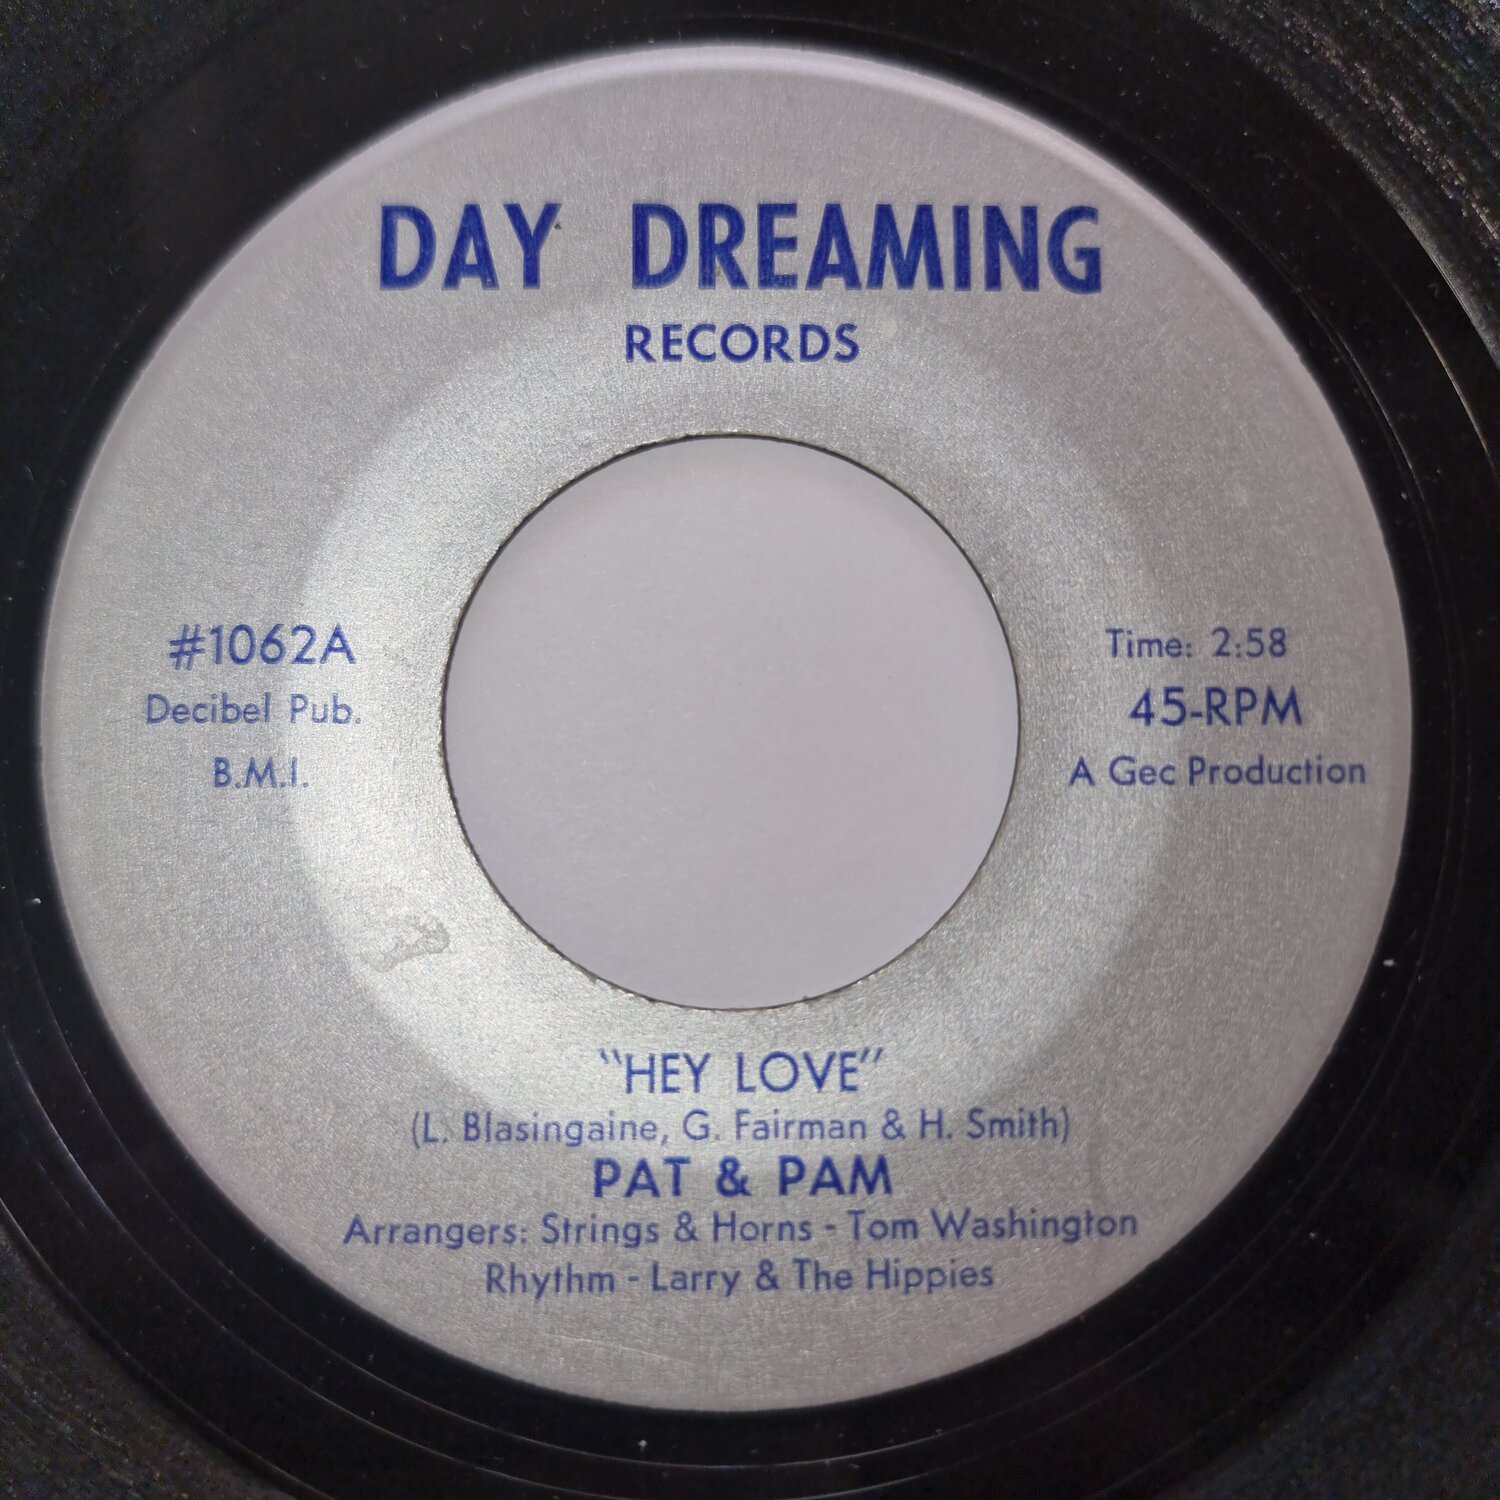 DAY DREAMING
RECORDS
#1062A
Decibel Pub.
B.M.I.
Time: 2:58
45-RPM
A Gec Production
"HEY LOVE"
(L. Blasingaine, G. Fairman & H. Smith)
PAT & PAM
Arrangers: Strings & Horns - Tom Washington
Rhythm - Larry & The Hippies